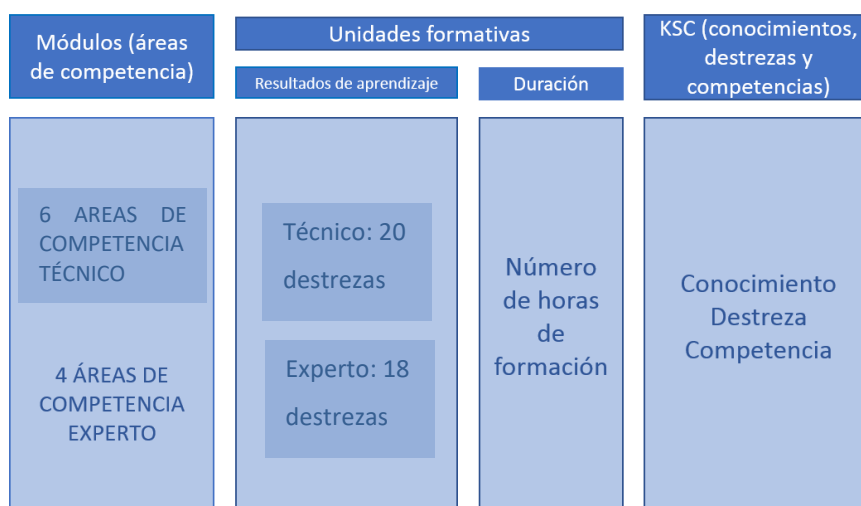 Módulos (áreas
de competencia)
Unidades formativas
Resultados de aprendizaje
Duración
KSC (conocimientos,
destrezas y
competencias)
6 AREAS DE
COMPETENCIA
TÉCNICO
4 ÁREAS DE
COMPETENCIA
EXPERTO
Técnico: 20
destrezas
Experto: 18
destrezas
Número
de horas
de
formación
Conocimiento
Destreza
Competencia